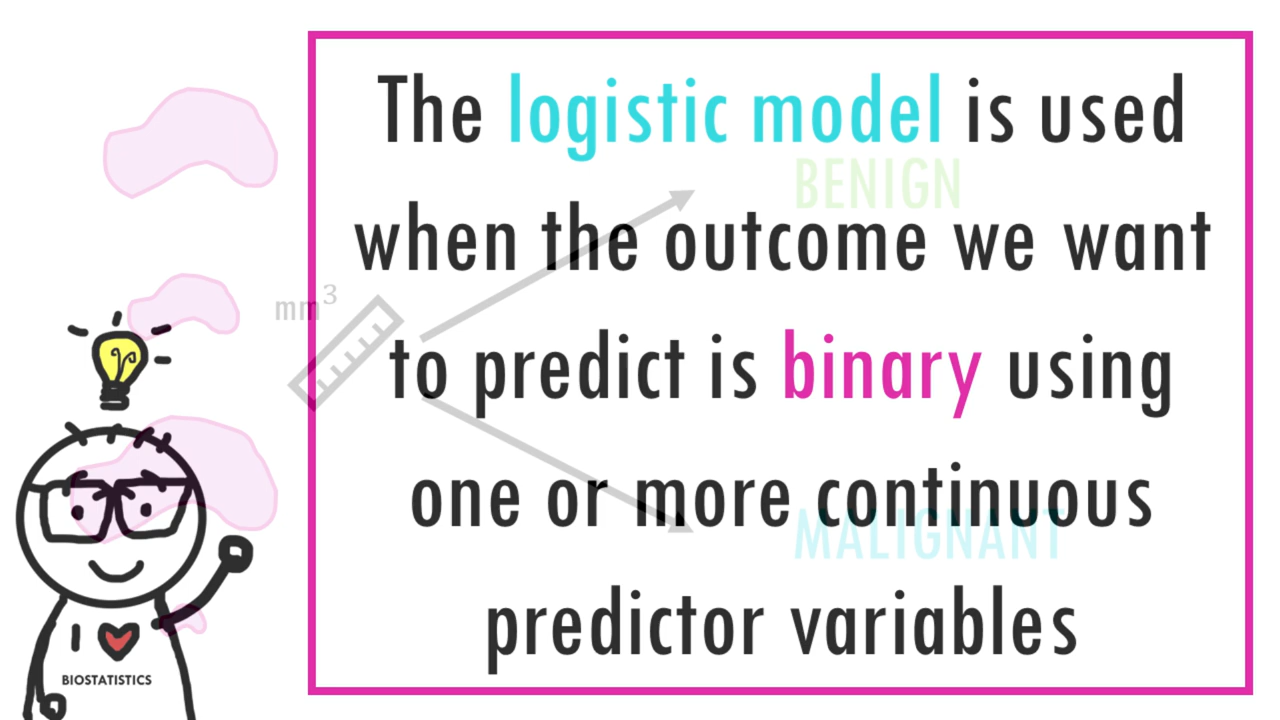 The logistic model is used
BENIGN
when the outcome we want
mm³
to predict is binary using
one or more continuous
MALIGNANT
predictor variables
I
BIOSTATISTICS